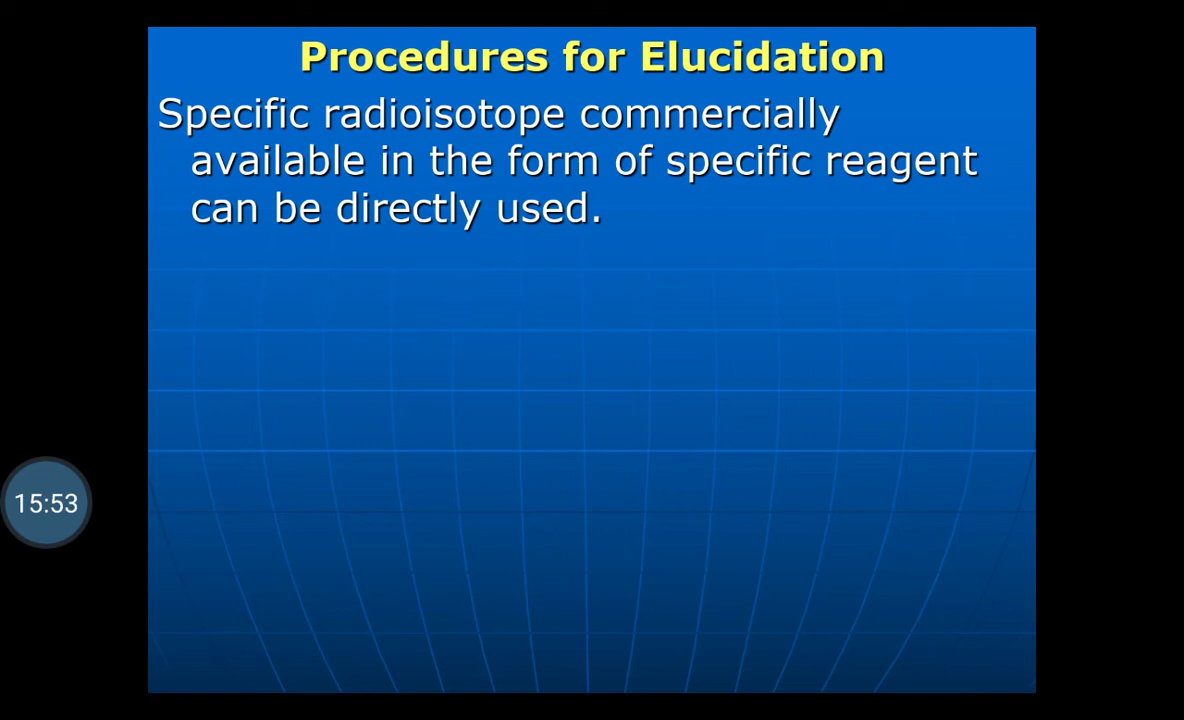 Procedures for Elucidation
Specific radioisotope commercially
available in the form of specific reagent
can be directly used.
15:53